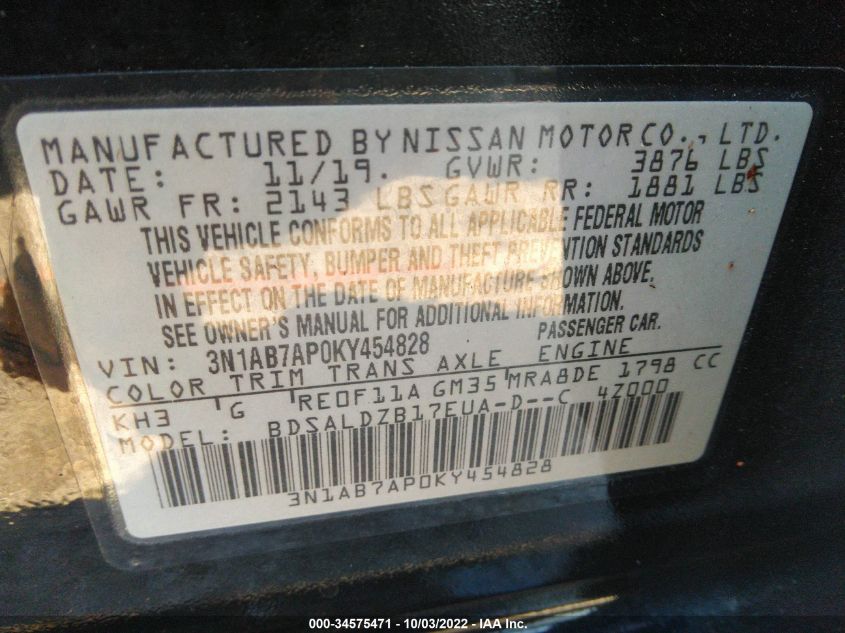 MANUFACTURED BY NISSAN MOTOR CO., LTD.
DATE: 11/19. GVWR: 3876 LBS
GAWR FR: 2143 LBS GAWR RR: 1881 LBS
THIS VEHICLE CONFORMS TO ALL APPLICABLE FEDERAL MOTOR
VEHICLE SAFETY, BUMPER AND THEFT PREVENTION STANDARDS
IN EFFECT ON THE DATE OF MANUFACTURE SHOWN ABOVE.
SEE OWNER'S MANUAL FOR ADDITIONAL INFORMATION.
PASSENGER CAR.
VIN: 3N1AB7AP0KY454828
COLOR TRIM TRANS AXLE ENGINE
KH3 G RE0F11A GM35 MRA8DE 1798 CC
MODEL: BDSALDZB17EUA-D--C 4Z000
3N1AB7AP0KY454828
000-34575471 - 10/03/2022 - IAA Inc.